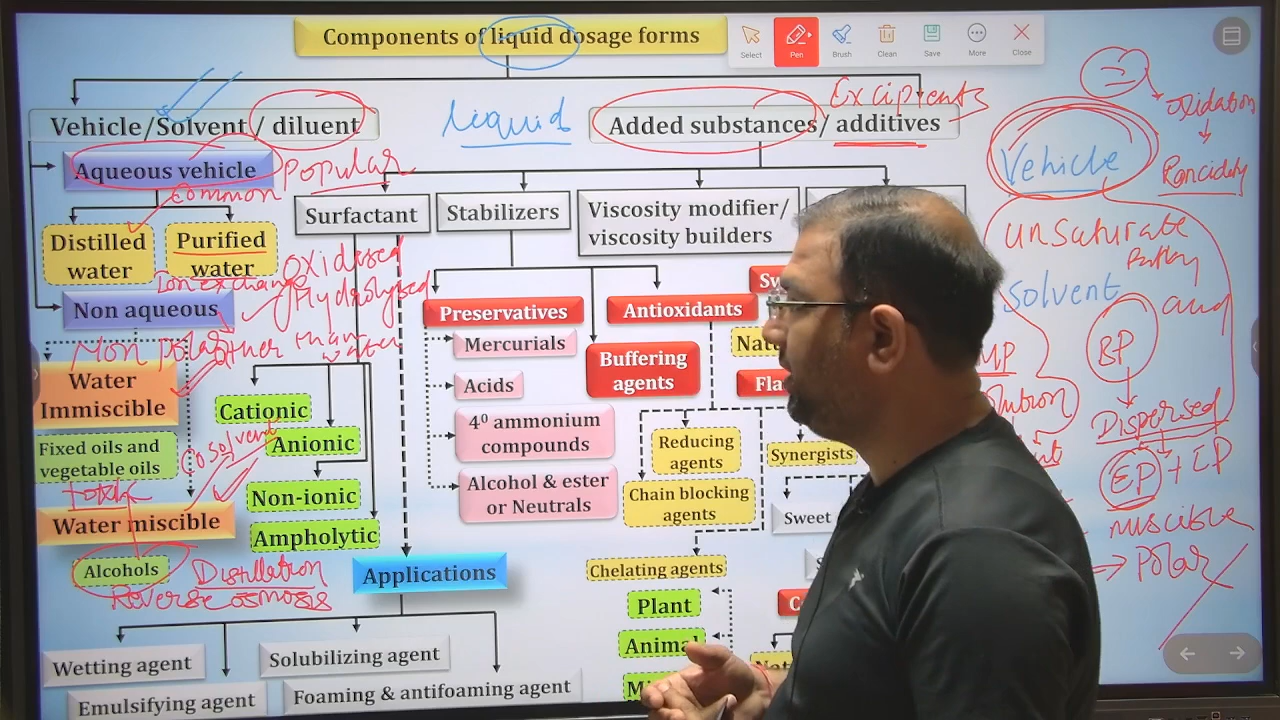 Components of liquid dosage forms
Select
Pen
Brush
Clean
Save
More
Close
Vehicle/Solvent / diluent
liquid
Added substances/ additives
Excipients
Oxidation
Rancidity
Vehicle
Aqueous vehicle
popular
Common
Distilled
water
Purified
water
Ion exchange
oxidased
Hydrolysed
Non aqueous
Non polar
other than
water
Water
Immiscible
Fixed oils and
vegetable oils
Cosolvent
toxic
Water miscible
Alcohols
Distillation
Reverse osmosis
Surfactant
Cationic
Anionic
Non-ionic
Ampholytic
Applications
Wetting agent
Emulsifying agent
Solubilizing agent
Foaming & antifoaming agent
Stabilizers
Preservatives
Mercurials
Acids
4⁰ ammonium
compounds
Alcohol & ester
or Neutrals
Buffering
agents
Antioxidants
Reducing
agents
Chain blocking
agents
Synergists
Chelating agents
Viscosity modifier/
viscosity builders
Plant
Animal
Sweet
unsaturate
Solvent
acid
BP
Dispersed
EP + IP
miscible
→ Polar